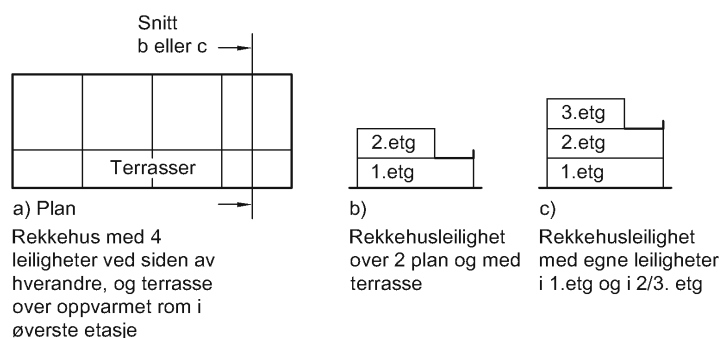 Snitt
b eller c
Terrasser
a) Plan
Rekkehus med 4
leiligheter ved siden av
hverandre, og terrasse
over oppvarmet rom i
øverste etasje
2.etg
1.etg
b)
Rekkehusleilighet
over 2 plan og med
terrasse
3.etg
2.etg
1.etg
c)
Rekkehusleilighet
med egne leiligheter
i 1.etg og i 2/3. etg